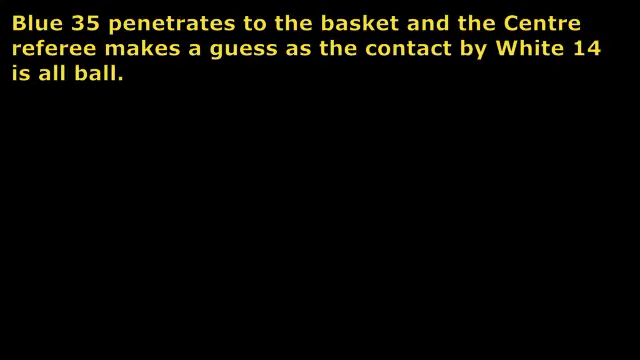 Blue 35 penetrates to the basket and the Centre
referee makes a guess as the contact by White 14
is all ball.